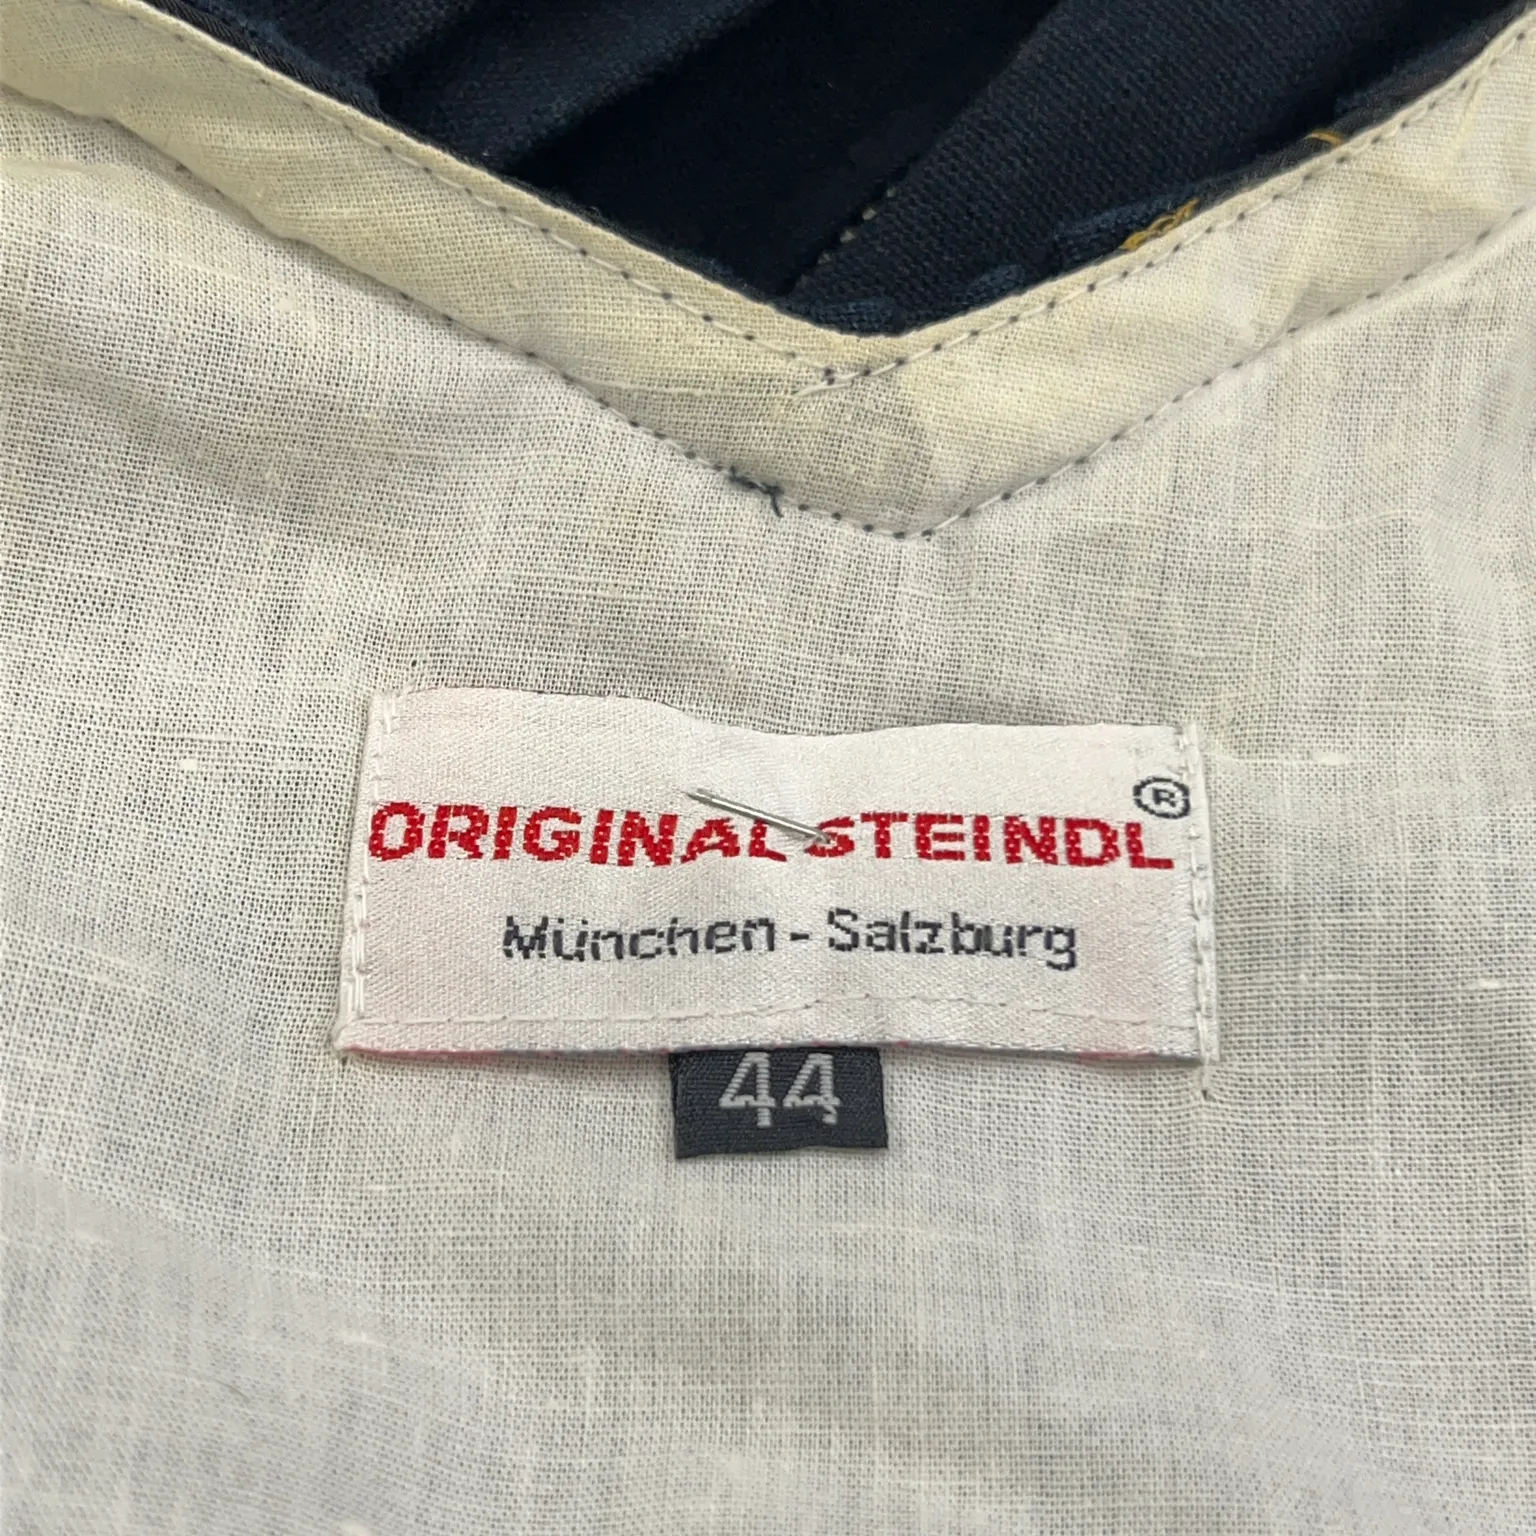 ORIGINAL STEINDL ®
München - Salzburg
44